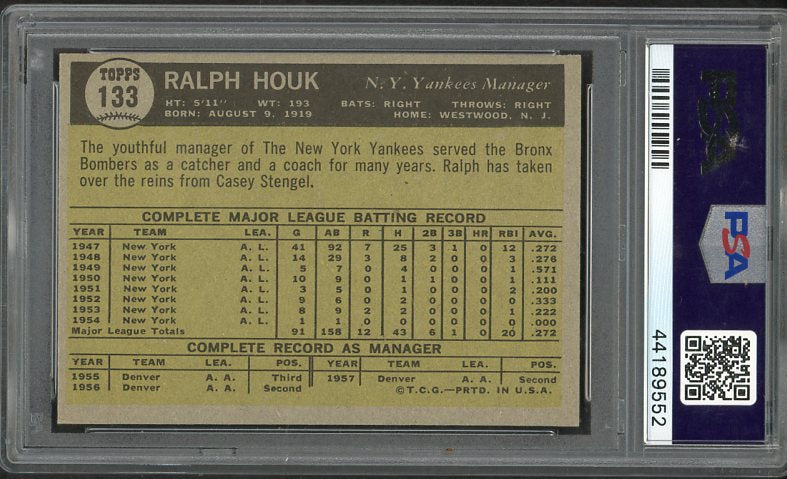 TOPPS
133
RALPH HOUK N. Y. Yankees Manager
HT: 5'11" WT: 193 BATS: RIGHT THROWS: RIGHT
BORN: AUGUST 9, 1919 HOME: WESTWOOD, N. J.
The youthful manager of The New York Yankees served the Bronx
Bombers as a catcher and a coach for many years. Ralph has taken
over the reins from Casey Stengel.
COMPLETE MAJOR LEAGUE BATTING RECORD
YEAR TEAM LEA. G AB R H 2B 3B HR RBI AVG.
1947 New York A. L. 41 92 7 25 3 1 0 12 .272
1948 New York A. L. 14 29 3 8 2 0 0 3 .276
1949 New York A. L. 5 7 0 4 0 0 0 1 .571
1950 New York A. L. 10 9 0 1 1 0 0 1 .111
1951 New York A. L. 3 5 0 1 0 0 0 2 .200
1952 New York A. L. 9 6 0 2 0 0 0 0 .333
1953 New York A. L. 8 9 2 2 0 0 0 1 .222
1954 New York A. L. 1 1 0 0 0 0 0 0 .000
Major League Totals 91 158 12 43 6 1 0 20 .272
COMPLETE RECORD AS MANAGER
YEAR TEAM LEA. POS. YEAR TEAM LEA. POS.
1955 Denver A. A. Third 1957 Denver A. A. Second
1956 Denver A. A. Second ©T.C.G.—PRTD. IN U.S.A.
PSA
PSA
44189552